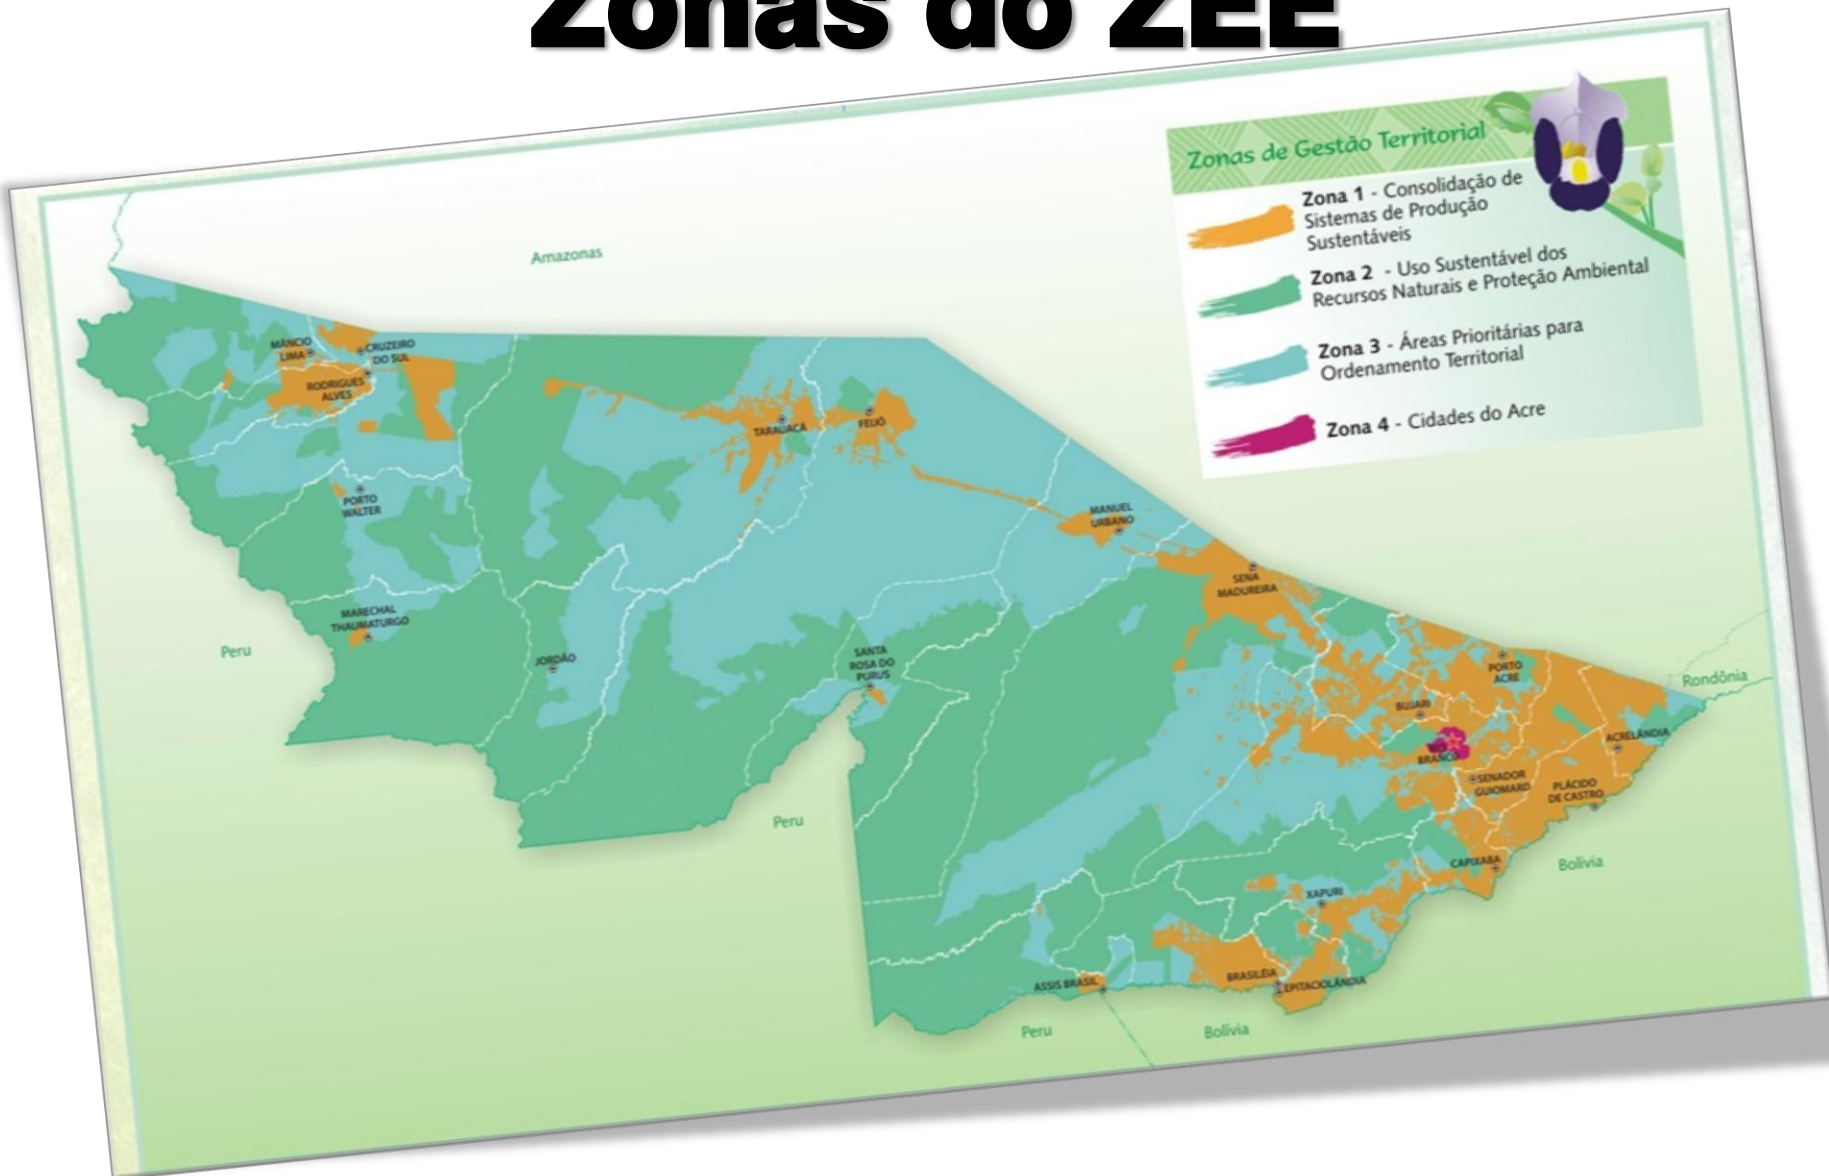 Zonas do ZEE
Zonas de Gestão Territorial
Zona 1 - Consolidação de
Sistemas de Produção
Sustentáveis
Zona 2 - Uso Sustentável dos
Recursos Naturais e Proteção Ambiental
Zona 3 - Áreas Prioritárias para
Ordenamento Territorial
Zona 4 - Cidades do Acre
Amazonas
MÂNCIO
LIMA
CRUZEIRO
DO SUL
RODRIGUES
ALVES
TARAUACÁ
FEIJÓ
PORTO
WALTER
MANUEL
URBANO
SENA
MADUREIRA
MARECHAL
THAUMATURGO
Peru
JORDÃO
SANTA
ROSA DO
PURUS
PORTO
ACRE
Rondônia
BUJARI
ACRELÂNDIA
RIO
BRANCO
SENADOR
GUIOMARD
PLÁCIDO
DE CASTRO
Peru
CAPIXABA
Bolívia
XAPURI
ASSIS BRASIL
BRASILÉIA
EPITACIOLÂNDIA
Peru
Bolívia